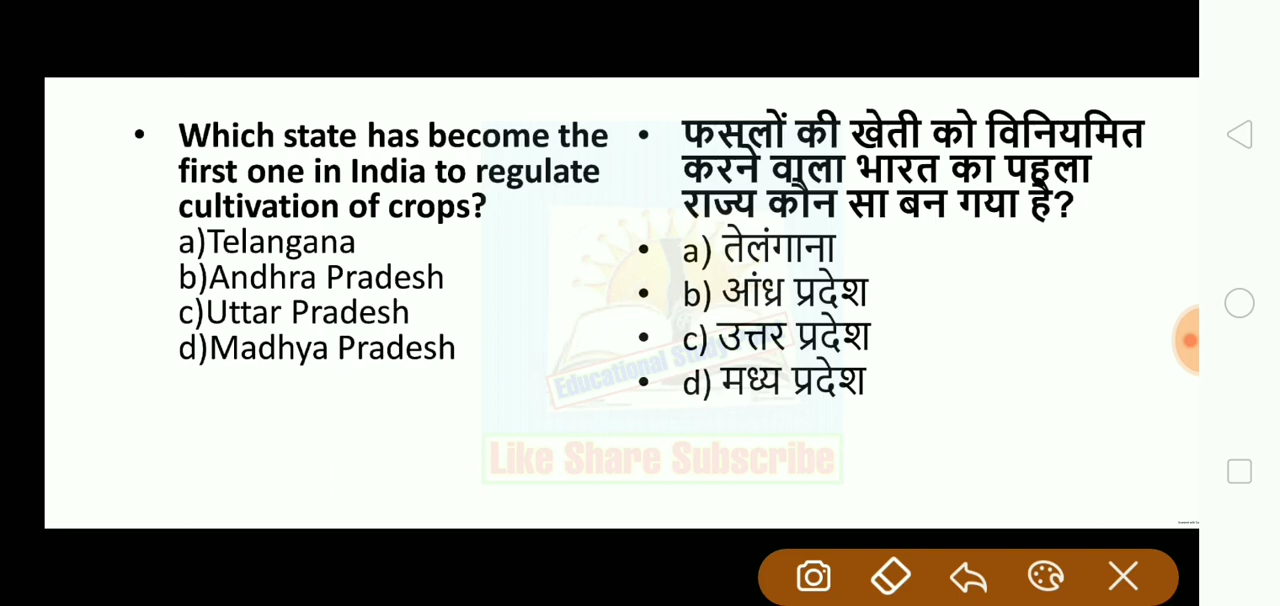 Which state has become the
first one in India to regulate
cultivation of crops?
a)Telangana
b)Andhra Pradesh
c)Uttar Pradesh
d)Madhya Pradesh
फसलों की खेती को विनियमित
करने वाला भारत का पहला
राज्य कौन सा बन गया है?
a) तेलंगाना
b) आंध्र प्रदेश
c) उत्तर प्रदेश
d) मध्य प्रदेश
Educational
Like Share Subscribe